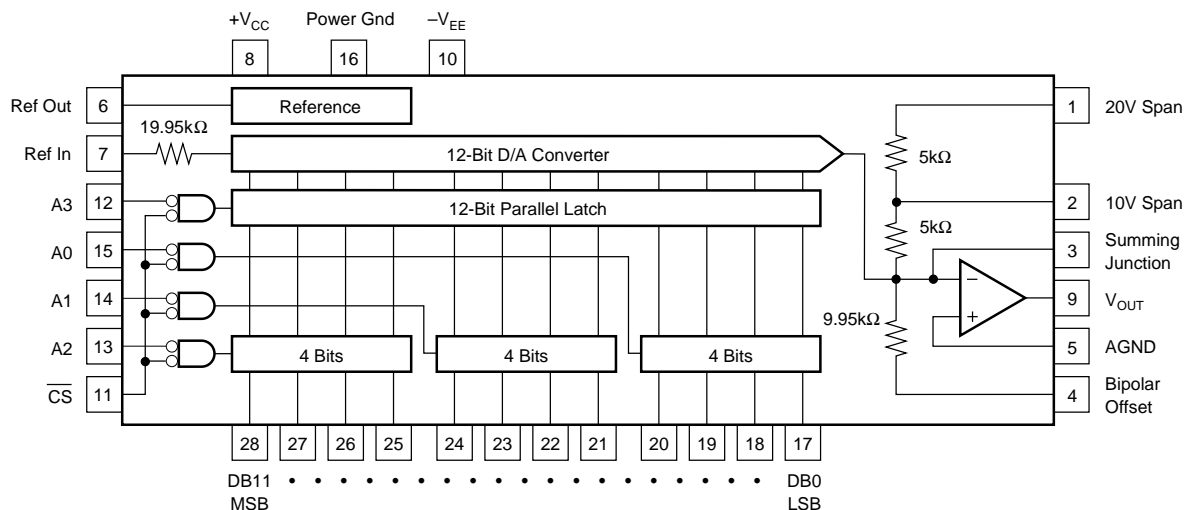 +V_CC Power Gnd –V_EE
8 16 10
Ref Out 6 Reference 1 20V Span
19.95kΩ
Ref In 7 12-Bit D/A Converter 5kΩ
A3 12 12-Bit Parallel Latch 2 10V Span
5kΩ
A0 15 3 Summing
Junction
–
A1 14 9 V_OUT
9.95kΩ
+
A2 13 4 Bits 4 Bits 4 Bits 5 AGND
CS 11 4 Bipolar
Offset
28 27 26 25 24 23 22 21 20 19 18 17
DB11 • • • • • • • • • • • • • • • • • • DB0
MSB LSB